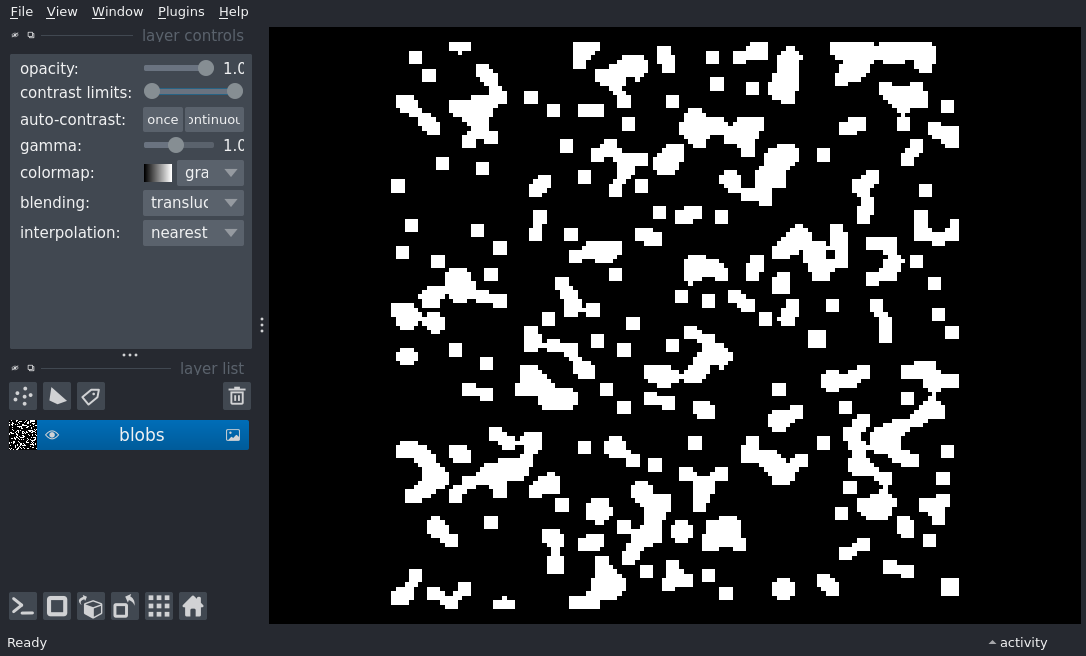 File View Window Plugins Help
layer controls
opacity: 1.0
contrast limits:
auto-contrast: once ontinuou
gamma: 1.0
colormap: gra
blending: transluc
interpolation: nearest
layer list
blobs
Ready
activity